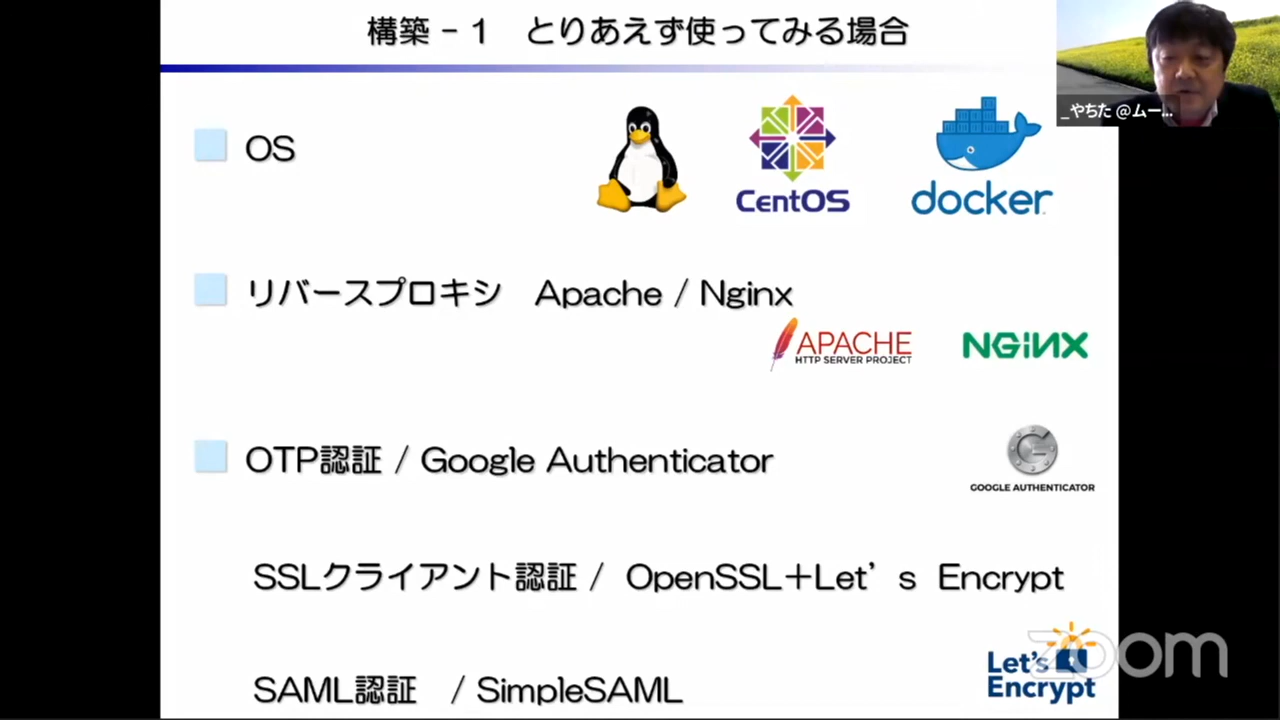 構築 – 1　とりあえず使ってみる場合
_やちた @ムー...
OS
CentOS
docker
リバースプロキシ　Apache / Nginx
APACHE
HTTP SERVER PROJECT
NGINX
OTP認証 / Google Authenticator
GOOGLE AUTHENTICATOR
SSLクライアント認証 / OpenSSL＋Let’s Encrypt
SAML認証　/ SimpleSAML
Let's
Encrypt
zoom